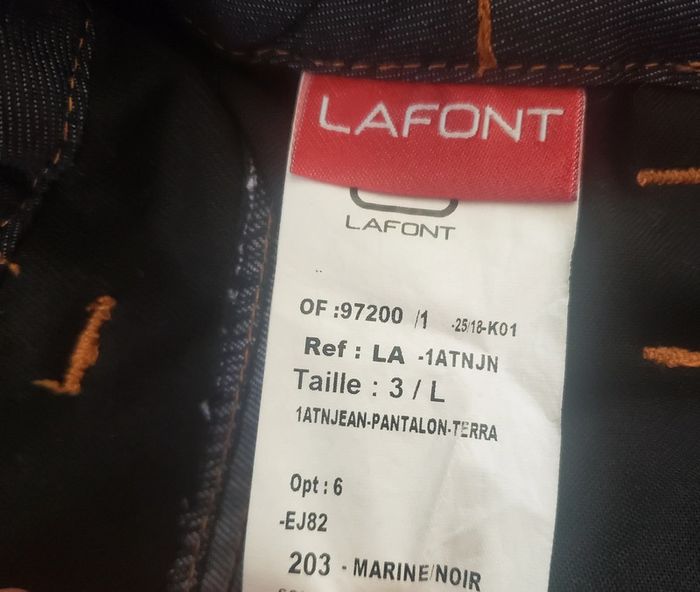 LAFONT
LAFONT
OF :97200 /1 -25/18-K01
Ref : LA -1ATNJN
Taille : 3 / L
1ATNJEAN-PANTALON-TERRA
Opt : 6
-EJ82
203 - MARINE/NOIR